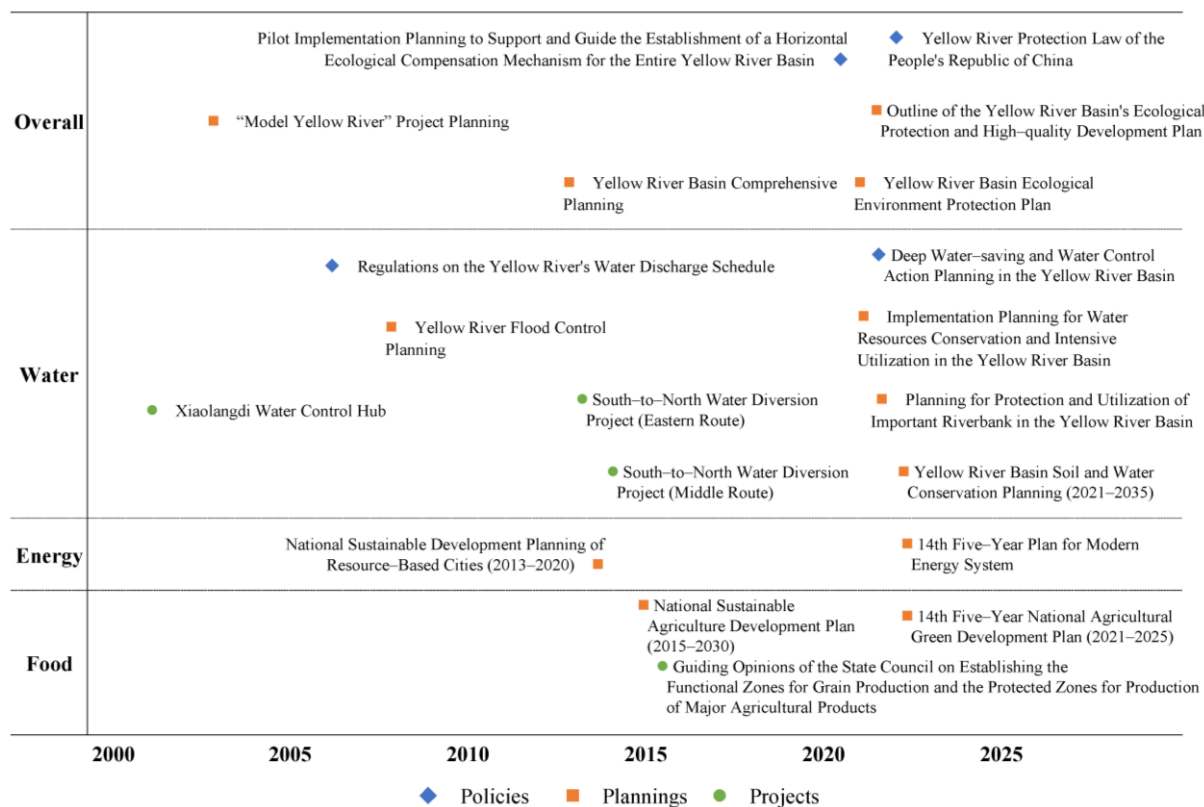 Overall
Pilot Implementation Planning to Support and Guide the Establishment of a Horizontal
Ecological Compensation Mechanism for the Entire Yellow River Basin
Yellow River Protection Law of the
People's Republic of China
“Model Yellow River” Project Planning
Outline of the Yellow River Basin's Ecological
Protection and High–quality Development Plan
Yellow River Basin Comprehensive
Planning
Yellow River Basin Ecological
Environment Protection Plan
Water
Regulations on the Yellow River's Water Discharge Schedule
Deep Water–saving and Water Control
Action Planning in the Yellow River Basin
Yellow River Flood Control
Planning
Implementation Planning for Water
Resources Conservation and Intensive
Utilization in the Yellow River Basin
Xiaolangdi Water Control Hub
South–to–North Water Diversion
Project (Eastern Route)
Planning for Protection and Utilization of
Important Riverbank in the Yellow River Basin
South–to–North Water Diversion
Project (Middle Route)
Yellow River Basin Soil and Water
Conservation Planning (2021–2035)
Energy
National Sustainable Development Planning of
Resource–Based Cities (2013–2020)
14th Five–Year Plan for Modern
Energy System
Food
National Sustainable
Agriculture Development Plan
(2015–2030)
14th Five–Year National Agricultural
Green Development Plan (2021–2025)
Guiding Opinions of the State Council on Establishing the
Functional Zones for Grain Production and the Protected Zones for Production
of Major Agricultural Products
2000 2005 2010 2015 2020 2025
Policies Plannings Projects